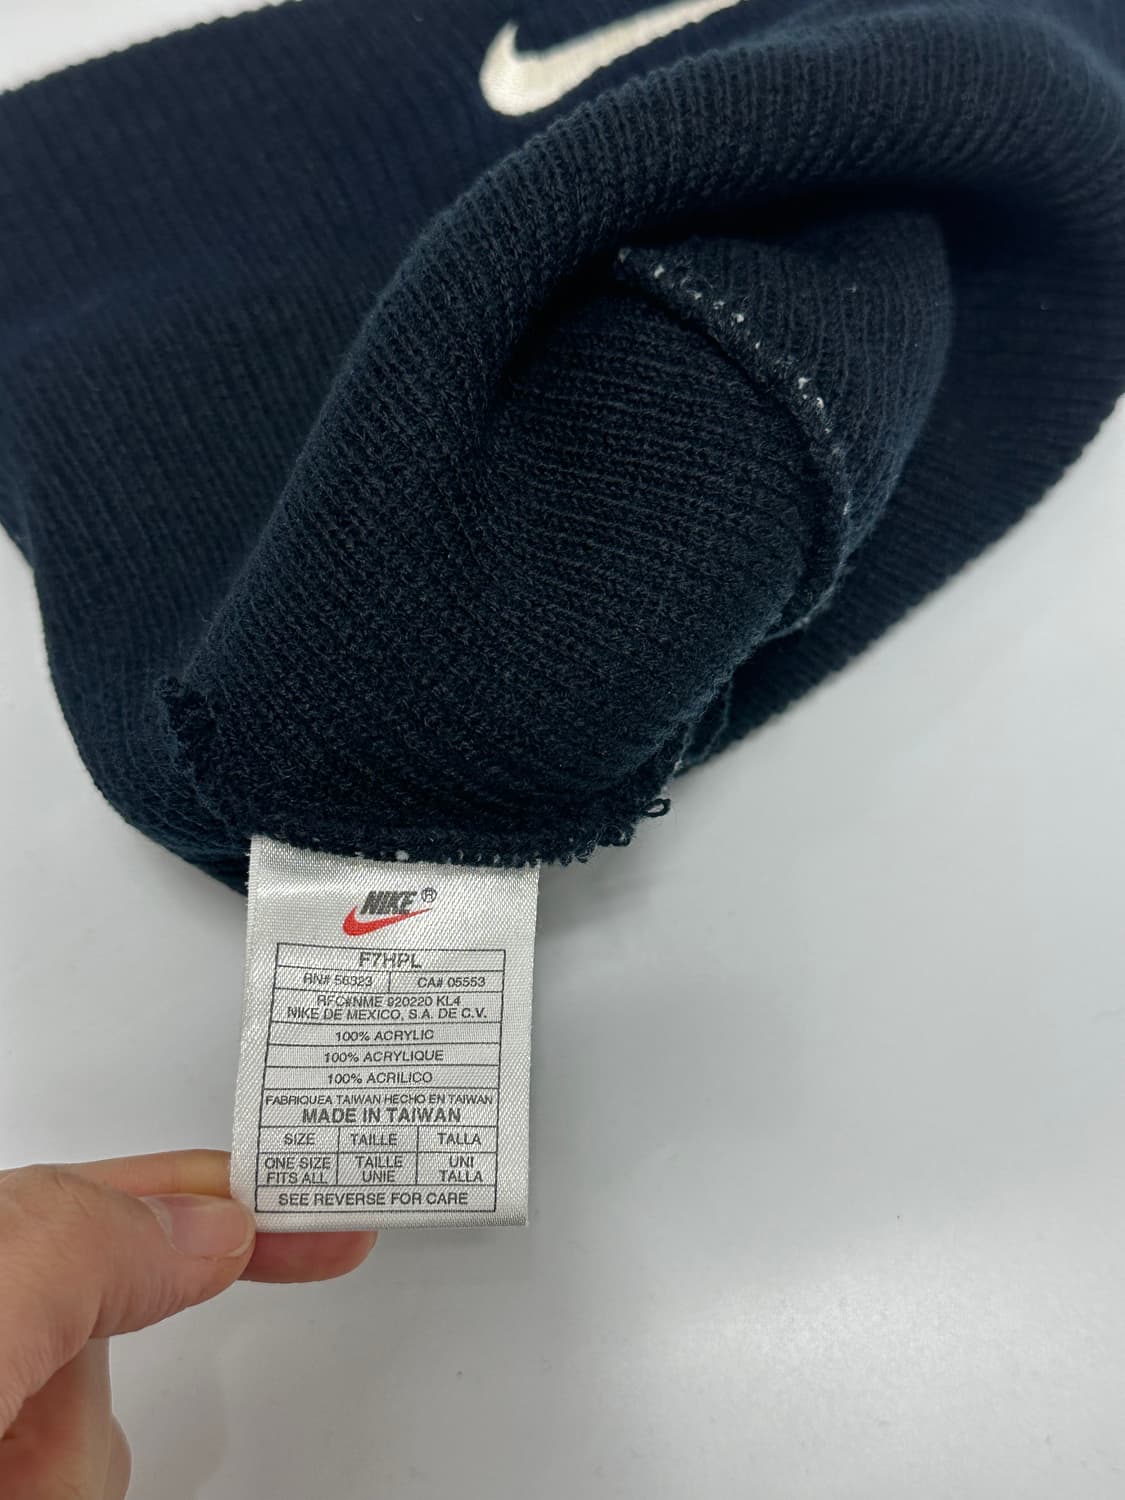 NIKE®
F7HPL
RN# 56323 CA# 05553
RFC#NME 920220 KL4
NIKE DE MEXICO, S.A. DE C.V.
100% ACRYLIC
100% ACRYLIQUE
100% ACRILICO
FABRIQUEA TAIWAN HECHO EN TAIWAN
MADE IN TAIWAN
SIZE TAILLE TALLA
ONE SIZE TAILLE UNI
FITS ALL UNIE TALLA
SEE REVERSE FOR CARE